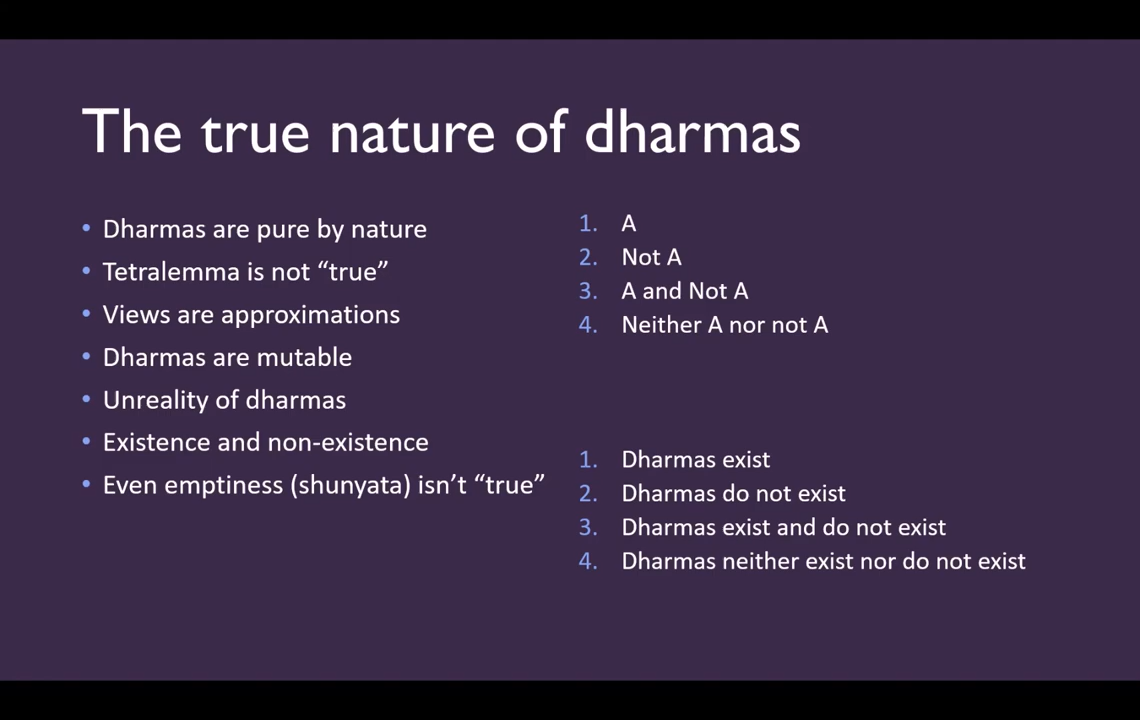 The true nature of dharmas
• Dharmas are pure by nature
• Tetralemma is not “true”
• Views are approximations
• Dharmas are mutable
• Unreality of dharmas
• Existence and non-existence
• Even emptiness (shunyata) isn’t “true”
1. A
2. Not A
3. A and Not A
4. Neither A nor not A
1. Dharmas exist
2. Dharmas do not exist
3. Dharmas exist and do not exist
4. Dharmas neither exist nor do not exist